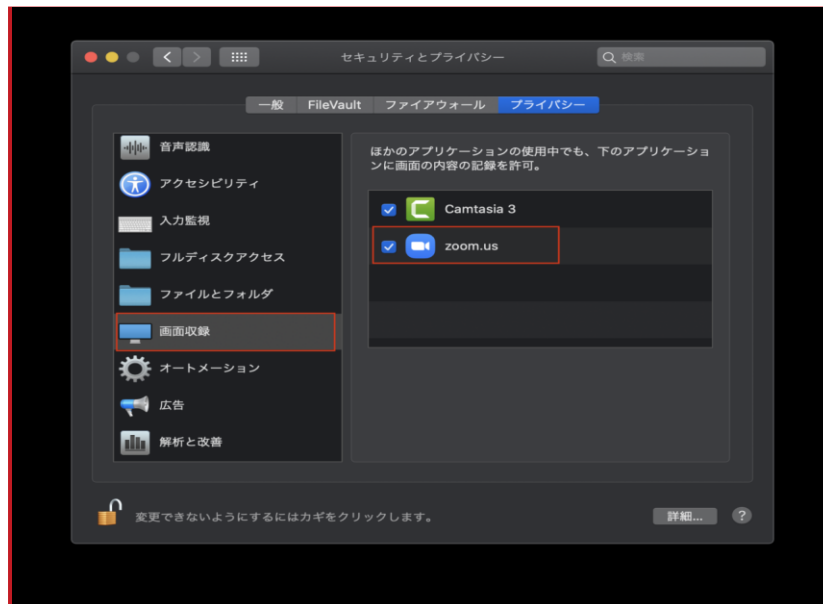 セキュリティとプライバシー
検索
一般 FileVault ファイアウォール プライバシー
音声認識
アクセシビリティ
入力監視
フルディスクアクセス
ファイルとフォルダ
画面収録
オートメーション
広告
解析と改善
ほかのアプリケーションの使用中でも、下のアプリケーショ
ンに画面の内容の記録を許可。
Camtasia 3
zoom.us
変更できないようにするにはカギをクリックします。
詳細...
?